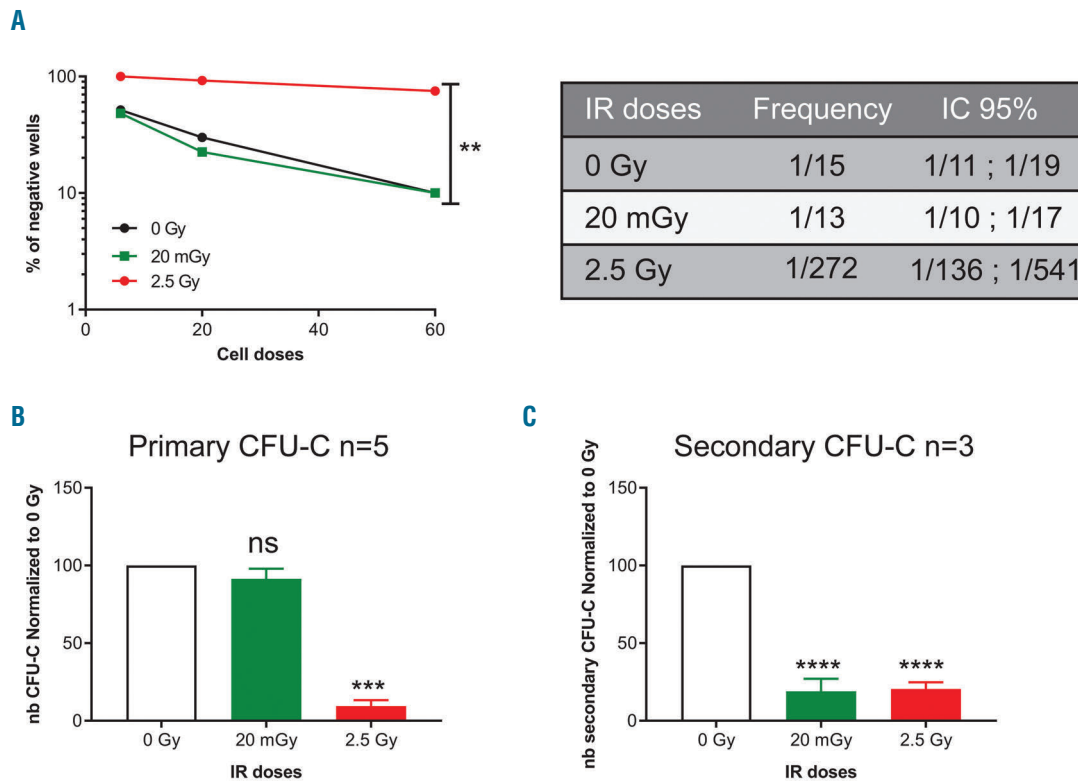 A
% of negative wells
100
10
1
0 Gy
20 mGy
2.5 Gy
**
0 20 40 60
Cell doses
IR doses Frequency IC 95%
0 Gy 1/15 1/11 ; 1/19
20 mGy 1/13 1/10 ; 1/17
2.5 Gy 1/272 1/136 ; 1/541
B
Primary CFU-C n=5
nb CFU-C Normalized to 0 Gy
150
100
50
0
ns
***
0 Gy 20 mGy 2.5 Gy
IR doses
C
Secondary CFU-C n=3
nb secondary CFU-C Normalized to 0 Gy
150
100
50
0
**** ****
0 Gy 20 mGy 2.5 Gy
IR doses